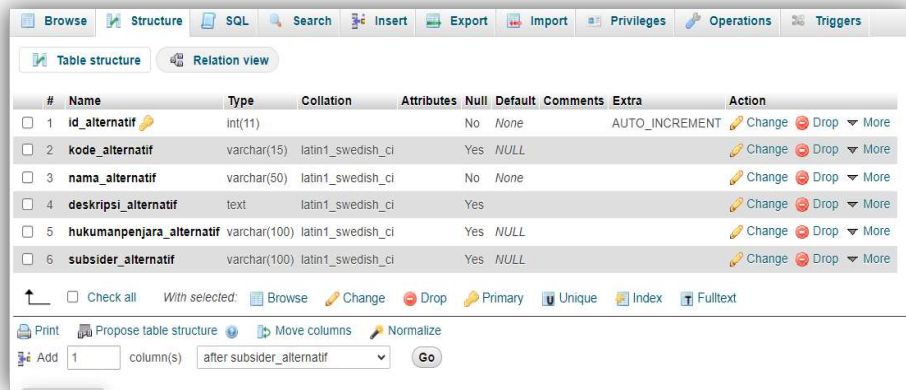 Browse Structure SQL Search Insert Export Import Privileges Operations Triggers
Table structure Relation view
# Name Type Collation Attributes Null Default Comments Extra Action
1 id_alternatif int(11) No None AUTO_INCREMENT Change Drop More
2 kode_alternatif varchar(15) latin1_swedish_ci Yes NULL Change Drop More
3 nama_alternatif varchar(50) latin1_swedish_ci No None Change Drop More
4 deskripsi_alternatif text latin1_swedish_ci Yes Change Drop More
5 hukumanpenjara_alternatif varchar(100) latin1_swedish_ci Yes NULL Change Drop More
6 subsider_alternatif varchar(100) latin1_swedish_ci Yes NULL Change Drop More
Check all With selected: Browse Change Drop Primary Unique Index Fulltext
Print Propose table structure Move columns Normalize
Add 1 column(s) after subsider_alternatif Go